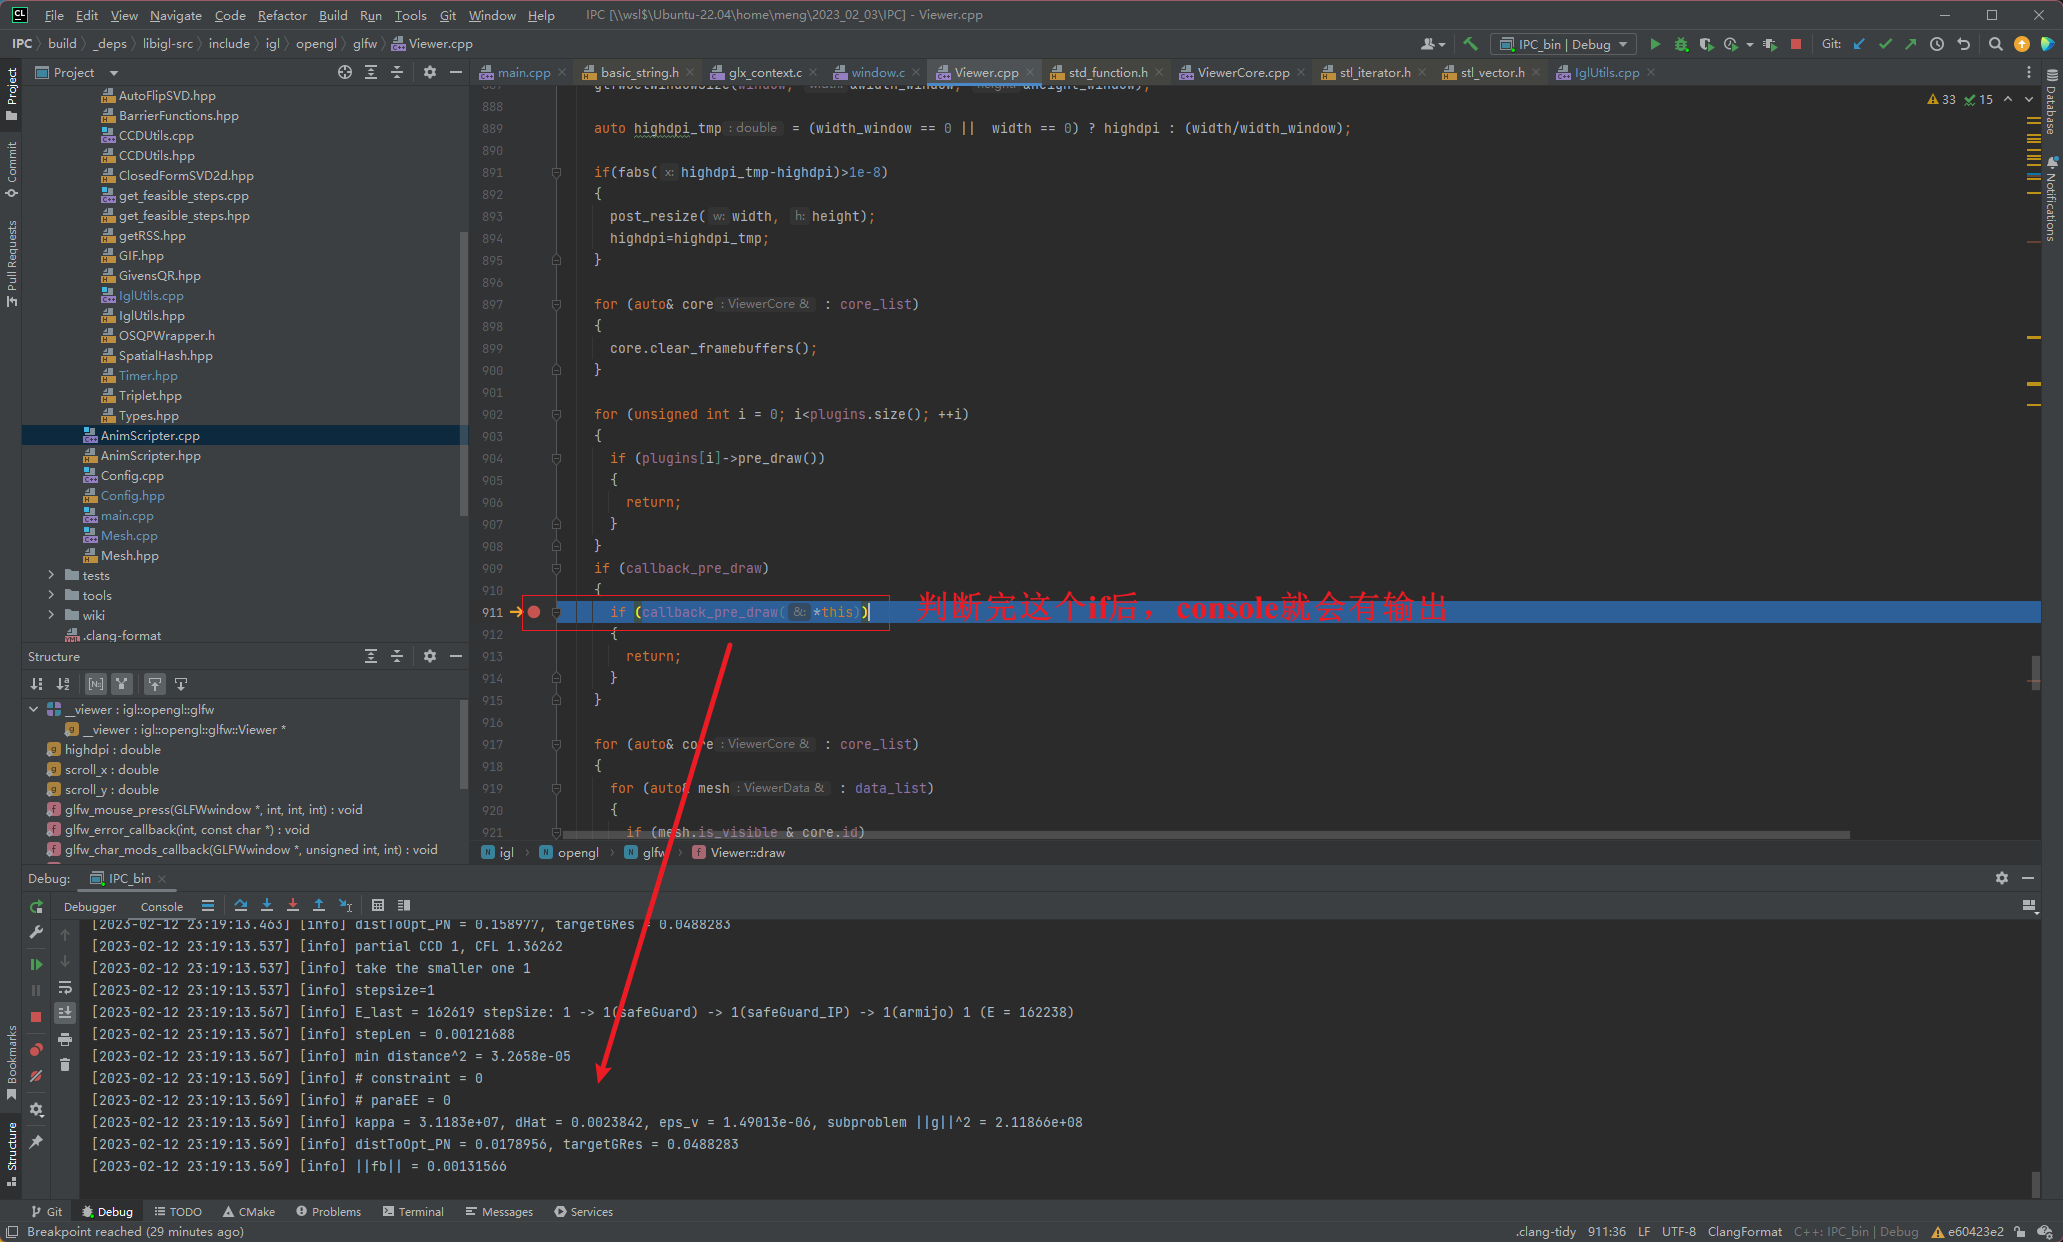 File Edit View Navigate Code Refactor Build Run Tools Git Window Help IPC [\\wsl$\Ubuntu-22.04\home\meng\2023_02_03\IPC] - Viewer.cpp
IPC build _deps libigl-src include igl opengl glfw Viewer.cpp IPC_bin | Debug Git:
Project
main.cpp basic_string.h glx_context.c window.c Viewer.cpp std_function.h ViewerCore.cpp stl_iterator.h stl_vector.h IglUtils.cpp
Project
Commit
Pull Requests
Bookmarks
Structure
Database
Notifications
AutoFlipSVD.hpp
BarrierFunctions.hpp
CCDUtils.cpp
CCDUtils.hpp
ClosedFormSVD2d.hpp
get_feasible_steps.cpp
get_feasible_steps.hpp
getRSS.hpp
GIF.hpp
GivensQR.hpp
IglUtils.cpp
IglUtils.hpp
OSQPWrapper.h
SpatialHash.hpp
Timer.hpp
Triplet.hpp
Types.hpp
AnimScripter.cpp
AnimScripter.hpp
Config.cpp
Config.hpp
main.cpp
Mesh.cpp
Mesh.hpp
tests
tools
wiki
.clang-format
Structure
__viewer : igl::opengl::glfw
__viewer : igl::opengl::glfw::Viewer *
highdpi : double
scroll_x : double
scroll_y : double
glfw_mouse_press(GLFWwindow *, int, int, int) : void
glfw_error_callback(int, const char *) : void
glfw_char_mods_callback(GLFWwindow *, unsigned int, int) : void
33 15
888
889 auto highdpi_tmp : double = (width_window == 0 || width == 0) ? highdpi : (width/width_window);
890
891 if(fabs( x: highdpi_tmp-highdpi)>1e-8)
892 {
893 post_resize( w: width, h: height);
894 highdpi=highdpi_tmp;
895 }
896
897 for (auto& core : ViewerCore & : core_list)
898 {
899 core.clear_framebuffers();
900 }
901
902 for (unsigned int i = 0; i<plugins.size(); ++i)
903 {
904 if (plugins[i]->pre_draw())
905 {
906 return;
907 }
908 }
909 if (callback_pre_draw)
910 {
911 if (callback_pre_draw( &: *this)) 判断完这个if后，console就会有输出
912 {
913 return;
914 }
915 }
916
917 for (auto& core : ViewerCore & : core_list)
918 {
919 for (auto& mesh : ViewerData & : data_list)
920 {
921 if (mesh.is_visible & core.id)
igl opengl glfw Viewer::draw
Debug: IPC_bin
Debugger Console
[2023-02-12 23:19:13.463] [info] distToOpt_PN = 0.158977, targetGRes = 0.0488283
[2023-02-12 23:19:13.537] [info] partial CCD 1, CFL 1.36262
[2023-02-12 23:19:13.537] [info] take the smaller one 1
[2023-02-12 23:19:13.537] [info] stepsize=1
[2023-02-12 23:19:13.567] [info] E_last = 162619 stepSize: 1 -> 1(safeGuard) -> 1(safeGuard_IP) -> 1(armijo) 1 (E = 162238)
[2023-02-12 23:19:13.567] [info] stepLen = 0.00121688
[2023-02-12 23:19:13.567] [info] min distance^2 = 3.2658e-05
[2023-02-12 23:19:13.569] [info] # constraint = 0
[2023-02-12 23:19:13.569] [info] # paraEE = 0
[2023-02-12 23:19:13.569] [info] kappa = 3.1183e+07, dHat = 0.0023842, eps_v = 1.49013e-06, subproblem ||g||^2 = 2.11866e+08
[2023-02-12 23:19:13.569] [info] distToOpt_PN = 0.0178956, targetGRes = 0.0488283
[2023-02-12 23:19:13.569] [info] ||fb|| = 0.00131566
Git Debug TODO CMake Problems Terminal Messages Services
Breakpoint reached (29 minutes ago) .clang-tidy 911:36 LF UTF-8 ClangFormat C++: IPC_bin | Debug e60423e2